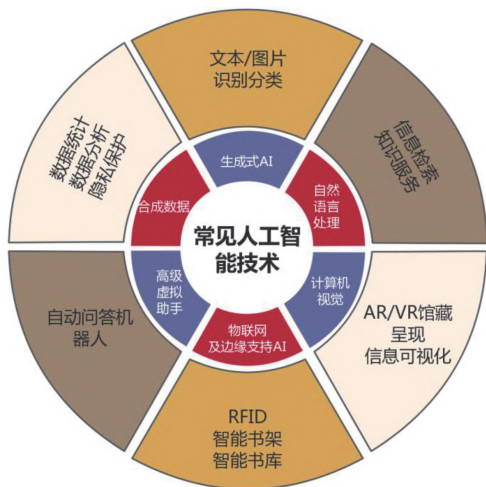 文本/图片
识别分类
信息检索
知识服务
AR/VR馆藏
呈现
信息可视化
RFID
智能书架
智能书库
自动问答机
器人
数据统计
数据分析
隐私保护
生成式AI
自然
语言
处理
计算机
视觉
物联网
及边缘支持AI
高级
虚拟
助手
合成数据
常见人工智
能技术